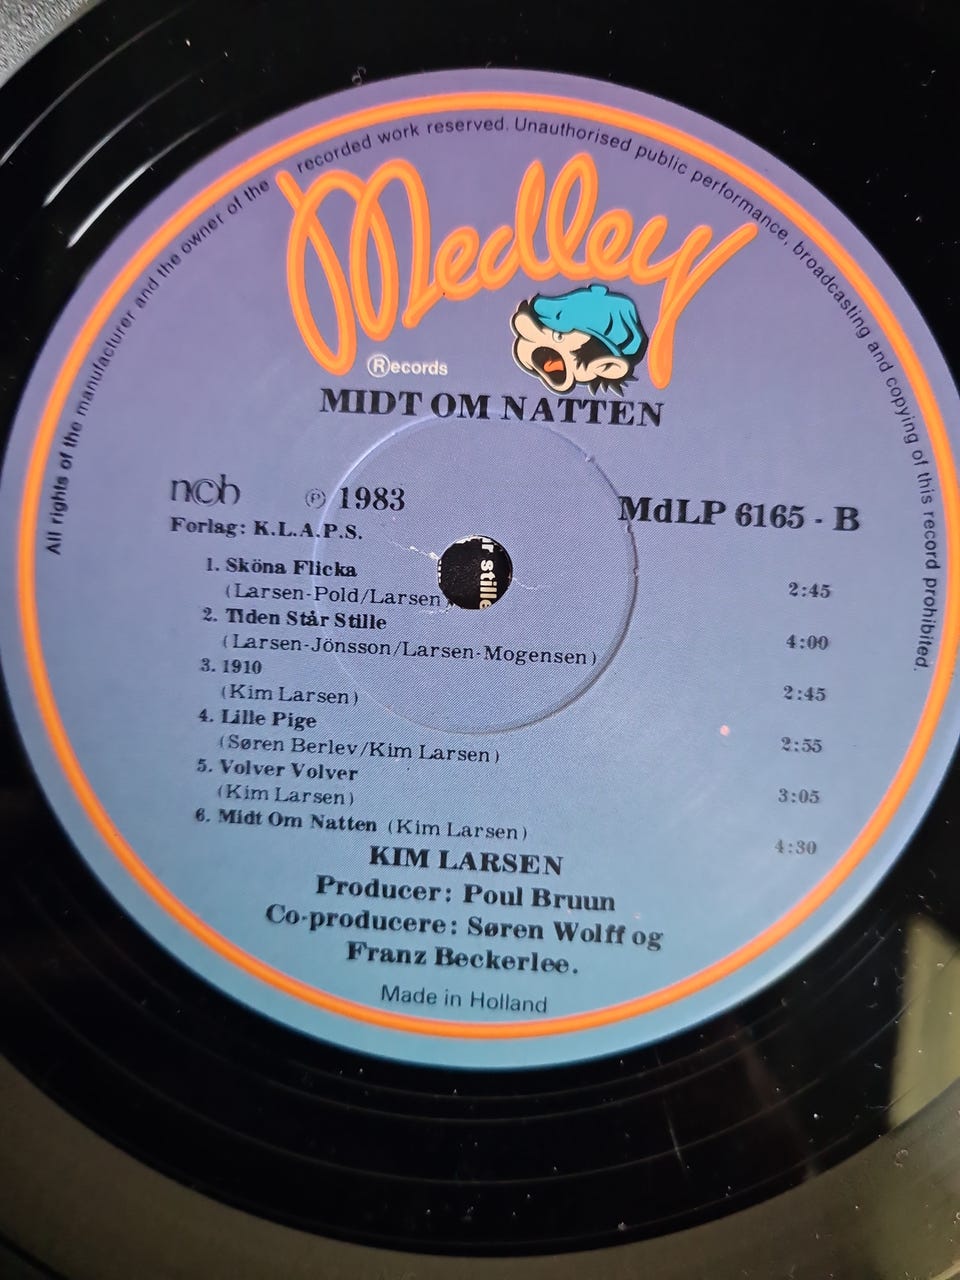 All rights of the manufacturer and the owner of the recorded work reserved. Unauthorised public performance, broadcasting and copying of this record prohibited.
Medley
Ⓡecords
MIDT OM NATTEN
n©b
℗ 1983
MdLP 6165 - B
Forlag: K.L.A.P.S.
1. Sköna Flicka
(Larsen-Pold/Larsen 2:45
2. Tiden Står Stille
(Larsen-Jönsson/Larsen-Mogensen) 4:00
3. 1910
(Kim Larsen) 2:45
4. Lille Pige
(Søren Berlev/Kim Larsen) 2:55
5. Volver Volver
(Kim Larsen) 3:05
6. Midt Om Natten (Kim Larsen) 4:30
KIM LARSEN
Producer: Poul Bruun
Co-producere: Søren Wolff og
Franz Beckerlee.
Made in Holland
r stille